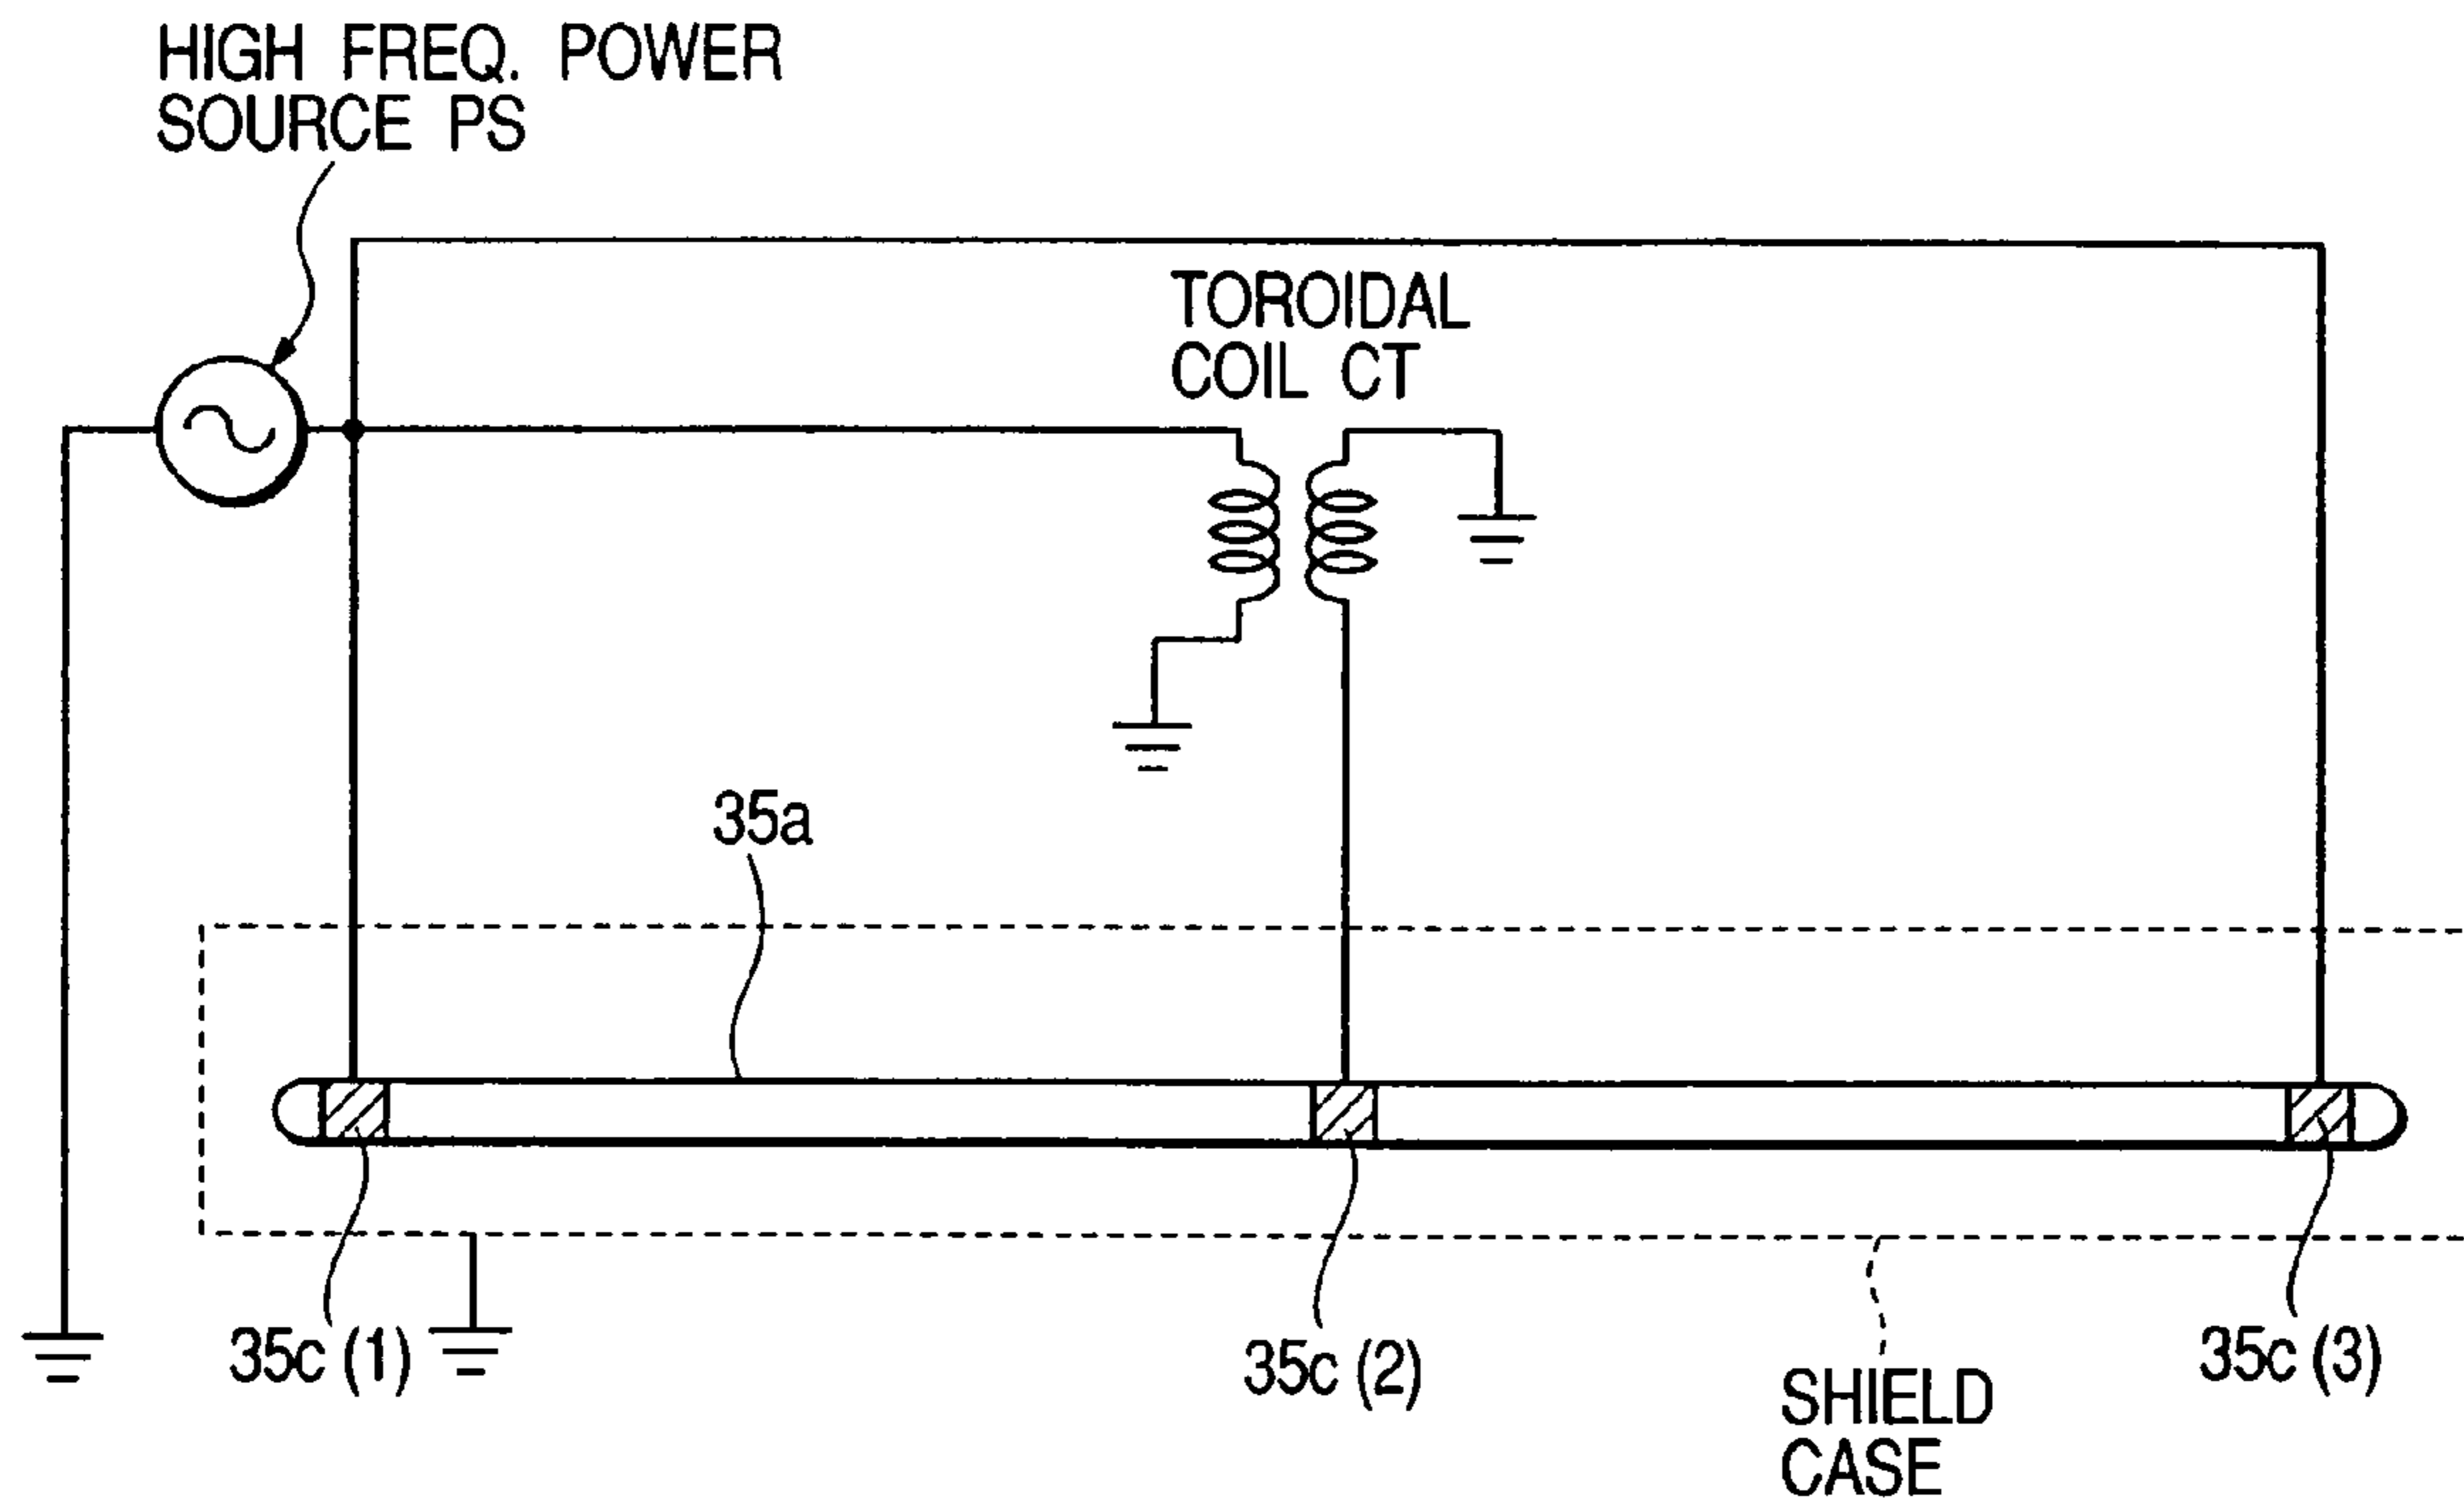 HIGH FREQ. POWER
SOURCE PS
TOROIDAL
COIL CT
35a
35c (1)
35c (2)
35c (3)
SHIELD
CASE